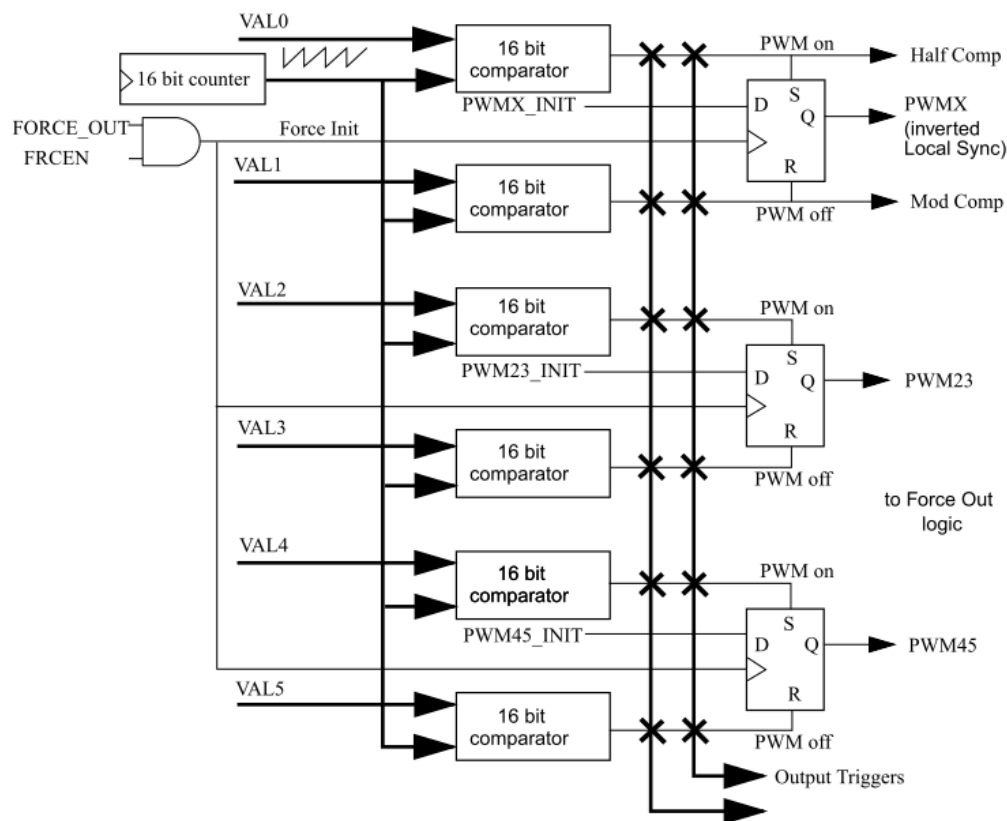 VAL0
16 bit
comparator
PWM on
Half Comp
16 bit counter
PWMX_INIT
D
S
Q
R
PWMX
(inverted
Local Sync)
FORCE_OUT
FRCEN
Force Init
VAL1
16 bit
comparator
PWM off
Mod Comp
VAL2
16 bit
comparator
PWM on
PWM23_INIT
D
S
Q
R
PWM23
VAL3
16 bit
comparator
PWM off
to Force Out
logic
VAL4
16 bit
comparator
PWM on
PWM45_INIT
D
S
Q
R
PWM45
VAL5
16 bit
comparator
PWM off
Output Triggers